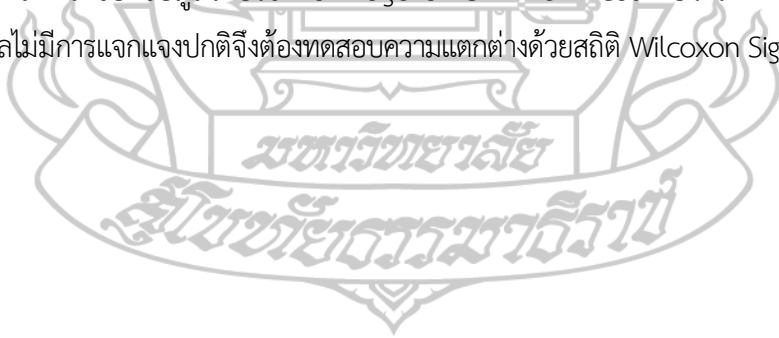 ลไม่มีการแจกแจงปกติจึงต้องทดสอบความแตกต่างด้วยสถิติ Wilcoxon Sig
มหาวิทยาลัย
สุโขทัยธรรมาธิราช